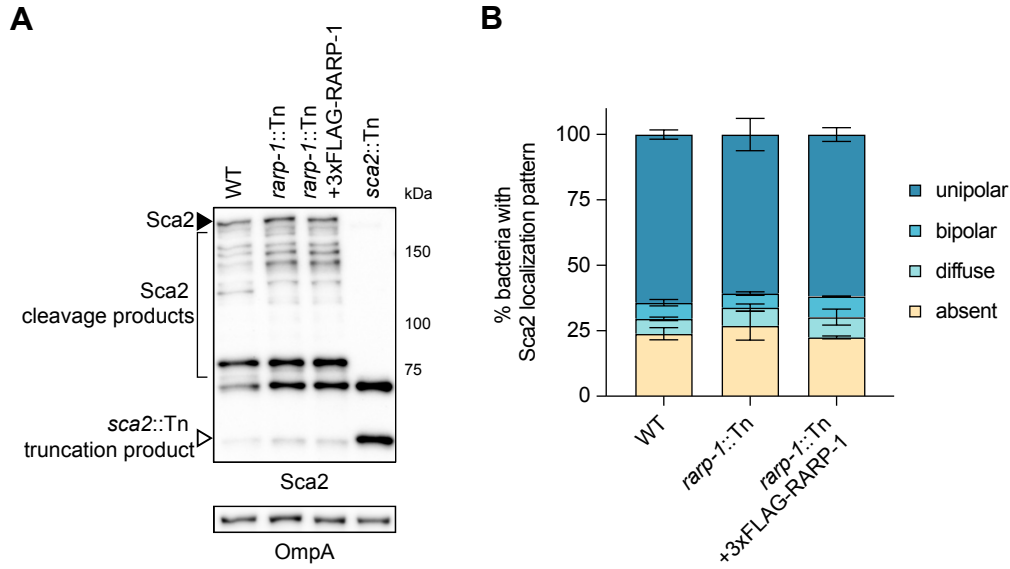 A
WT
rarp-1::Tn
rarp-1::Tn
+3xFLAG-RARP-1
sca2::Tn
kDa
Sca2
150
Sca2
cleavage products
100
75
sca2::Tn
truncation product
Sca2
OmpA
B
% bacteria with
Sca2 localization pattern
100
75
50
25
0
WT
rarp-1::Tn
rarp-1::Tn
+3xFLAG-RARP-1
unipolar
bipolar
diffuse
absent